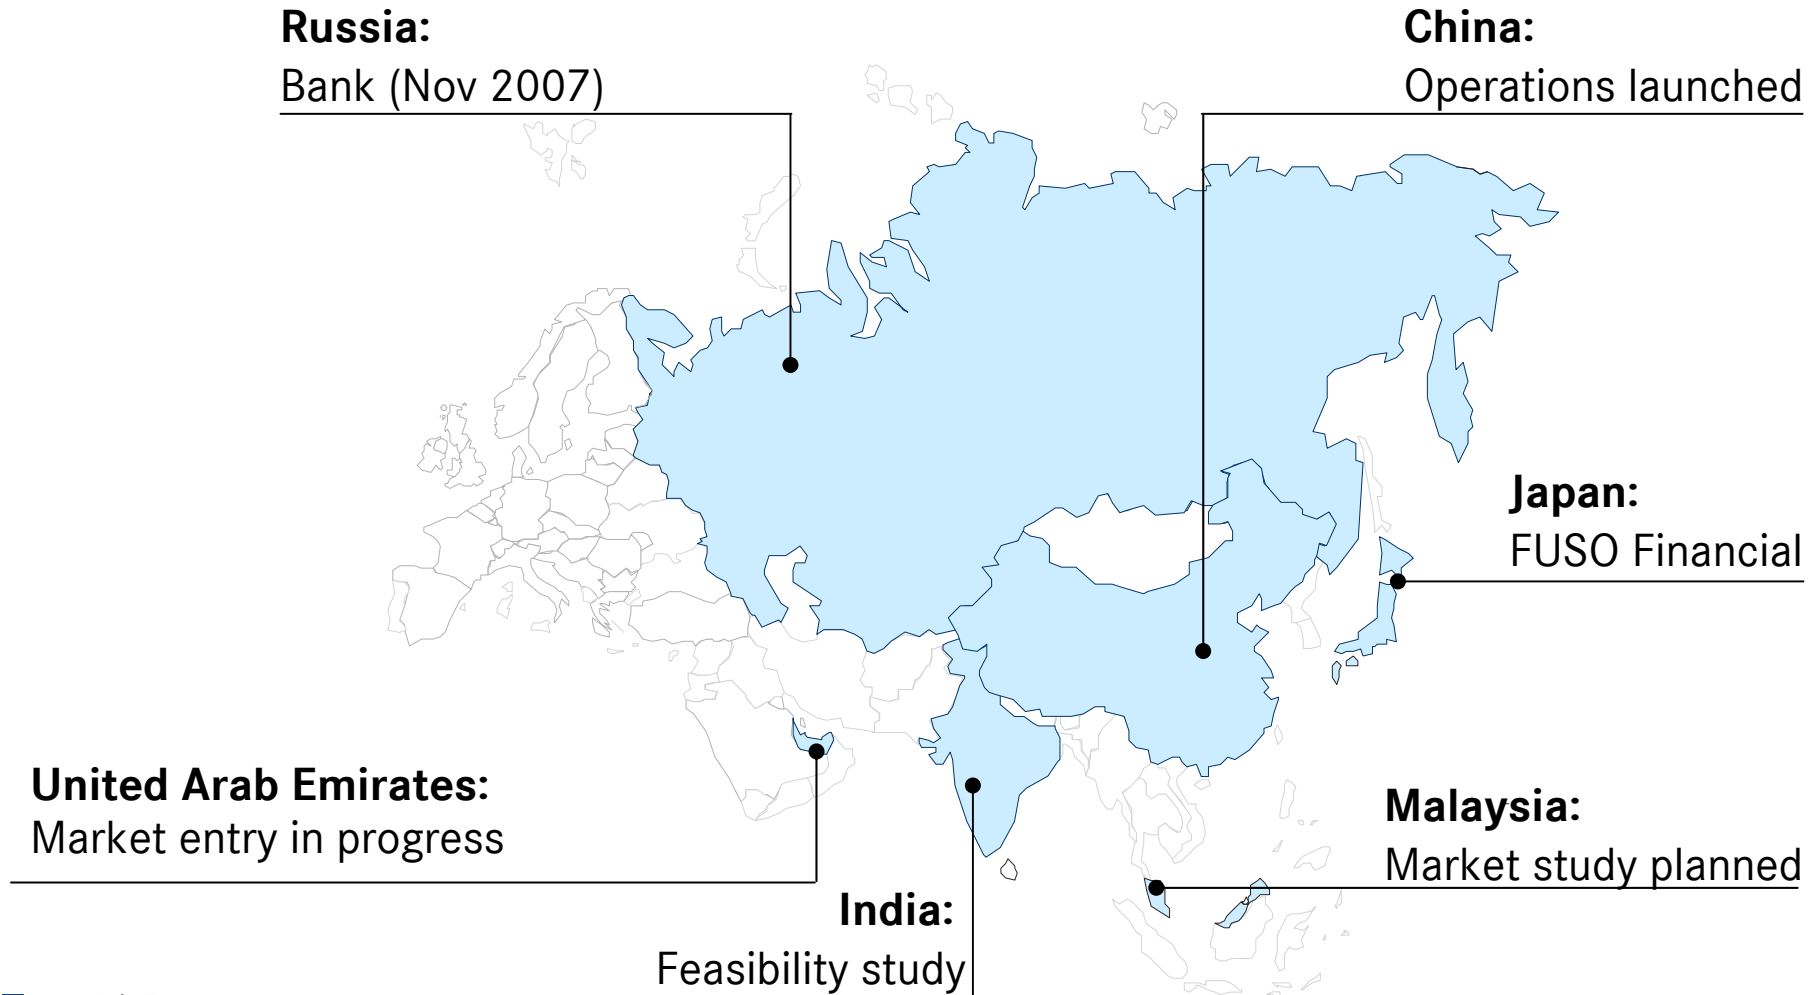 Russia:
Bank (Nov 2007)
China:
Operations launched
Japan:
FUSO Financial
United Arab Emirates:
Market entry in progress
Malaysia:
Market study planned
India:
Feasibility study